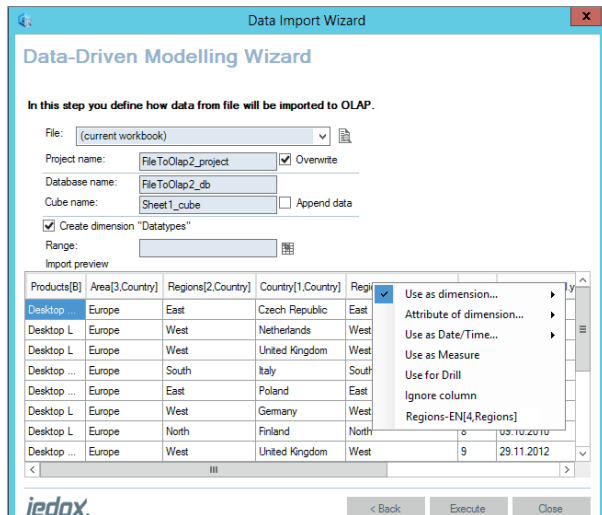 Data Import Wizard
x
Data-Driven Modelling Wizard
In this step you define how data from file will be imported to OLAP.
File: (current workbook)
Project name: FileToOlap2_project Overwrite
Database name: FileToOlap2_db
Cube name: Sheet1_cube Append data
Create dimension "Datatypes"
Range:
Import preview
Products[B] Area[3,Country] Regions[2,Country] Country[1,Country] Regi
Desktop ... Europe East Czech Republic East
Desktop L Europe West Netherlands West
Desktop L Europe West United Kingdom West
Desktop ... Europe South Italy South
Desktop ... Europe East Poland East
Desktop L Europe West Germany West
Desktop L Europe North Finland North 8 09.10.2010
Desktop ... Europe West United Kingdom West 9 29.11.2012
Use as dimension...
Attribute of dimension...
Use as Date/Time...
Use as Measure
Use for Drill
Ignore column
Regions-EN[4,Regions]
jedox.
< Back Execute Close